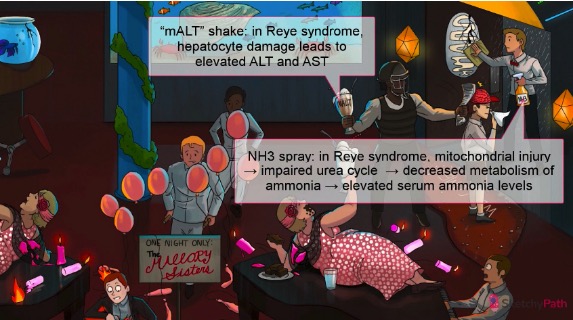 “mALT” shake: in Reye syndrome,
hepatocyte damage leads to
elevated ALT and AST
NH3
NH3 spray: in Reye syndrome, mitochondrial injury
→ impaired urea cycle → decreased metabolism of
ammonia → elevated serum ammonia levels
ONE NIGHT ONLY:
The
Mallory
Sisters
SketchyPath